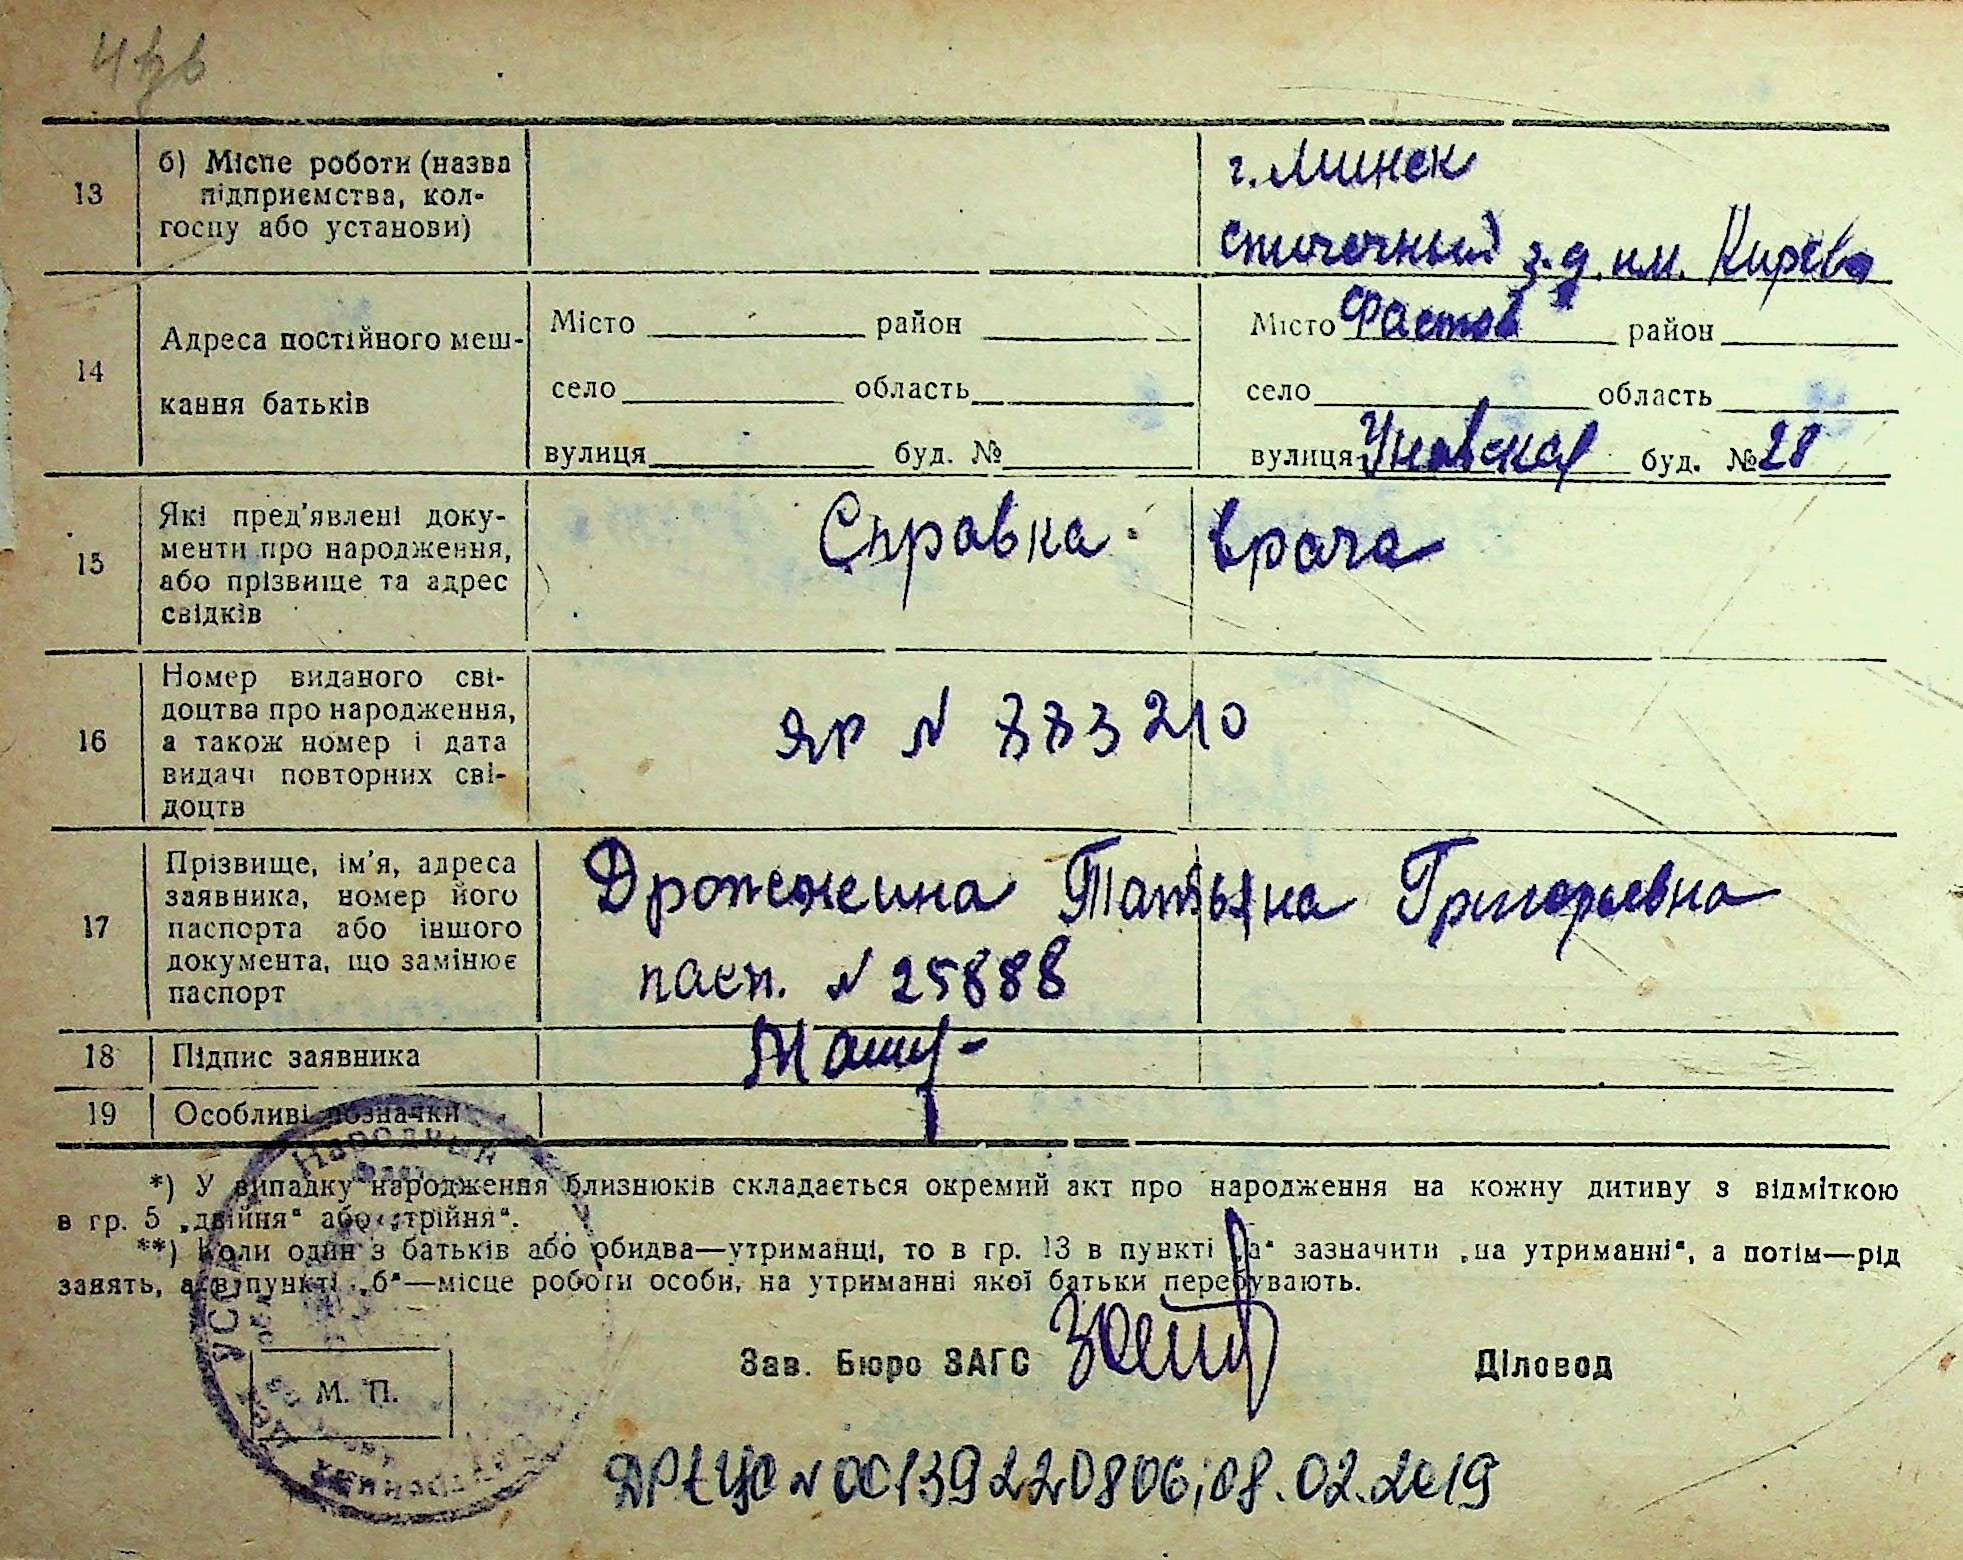 13
б) Місце роботи (назва
підприємства, кол-
госпу або установи)
г. Минск
спичечный з-д. им. Кирова
14
Адреса постійного меш-
кання батьків
Місто район
село область
вулиця буд. №
Місто Фастов район
село область
вулиця Унавская буд. № 28
15
Які пред'явлені доку-
менти про народження,
або прізвище та адрес
свідків
Справка врача
16
Номер виданого сві-
доцтва про народження,
а також номер і дата
видачі повторних сві-
доцтв
ЯР № 883210
17
Прізвище, ім'я, адреса
заявника, номер його
паспорта або іншого
документа, що замінює
паспорт
Дрожжина Татьяна Григорьевна
пасп. № 25888
18
Підпис заявника
19
Особливі позначки
*) У випадку народження близнюків складається окремий акт про народження на кожну дитину з відміткою
в гр. 5 „двійня“ або „трійня“.
**) Коли один з батьків або обидва—утриманці, то в гр. 13 в пункті „а“ зазначити „на утриманні“, а потім—рід
занять, а в пункті „б“—місце роботи особи, на утриманні якої батьки перебувають.
Зав. Бюро ЗАГС
Діловод
М. П.
ДРАЦС № 00139220806; 08.02.2019